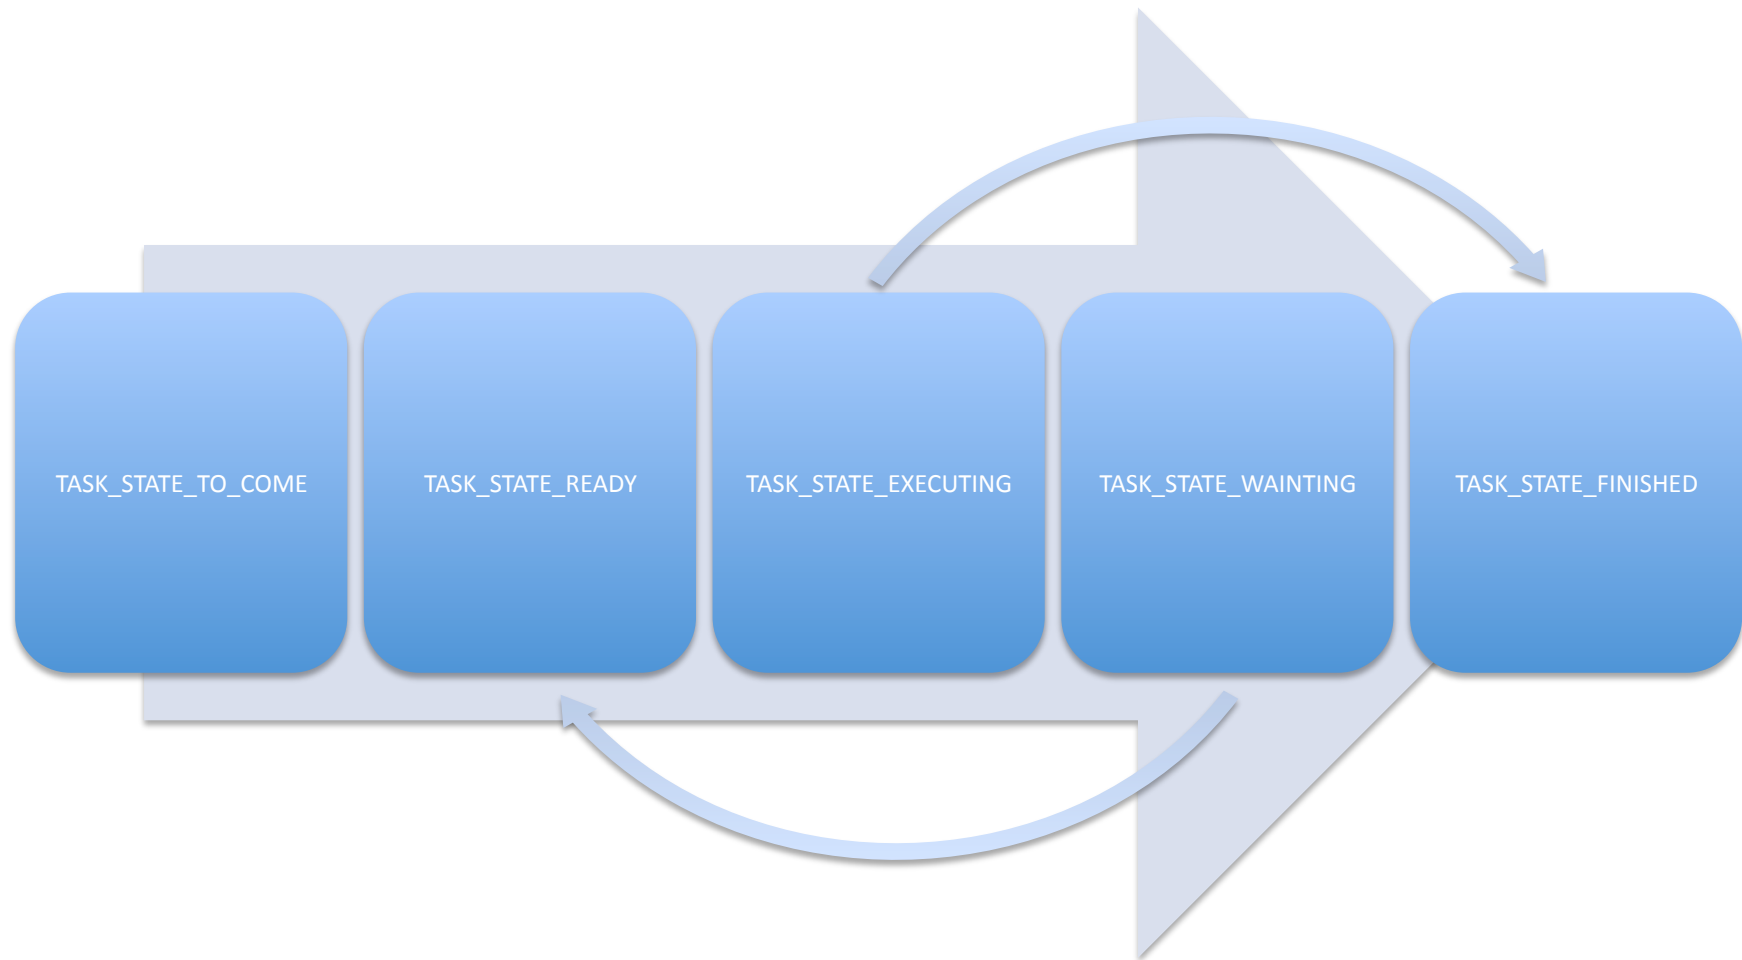 TASK_STATE_TO_COME
TASK_STATE_READY
TASK_STATE_EXECUTING
TASK_STATE_WAINTING
TASK_STATE_FINISHED